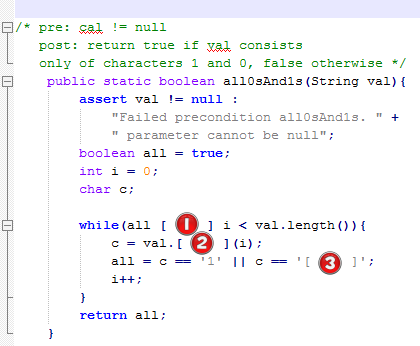 /* pre: cal != null
post: return true if val consists
only of characters 1 and 0, false otherwise */
public static boolean all0sAnd1s(String val){
assert val != null :
"Failed precondition all0sAnd1s. " +
" parameter cannot be null";
boolean all = true;
int i = 0;
char c;
while(all [ 1 ] i < val.length()){
c = val.[ 2 ](i);
all = c == '1' || c == '[ 3 ]';
i++;
}
return all;
}